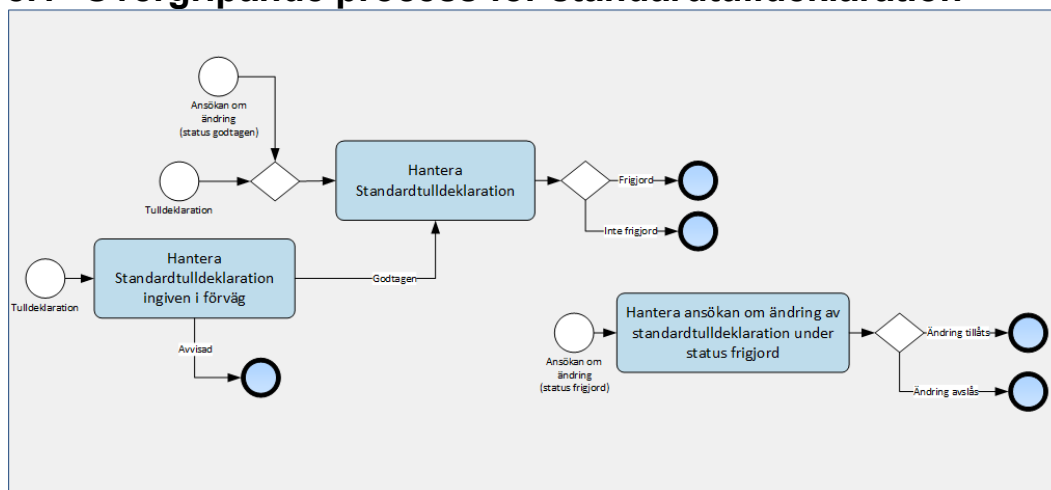 Övergripande process för standardtulldeklaration
Ansökan om
ändring
(status godtagen)
Tulldeklaration
Hantera
Standardtulldeklaration
Frigjord
Inte frigjord
Tulldeklaration
Hantera
Standardtulldeklaration
ingiven i förväg
Godtagen
Avvisad
Ansökan om
ändring
(status frigjord)
Hantera ansökan om ändring av
standardtulldeklaration under
status frigjord
Ändring tillåts
Ändring avslås